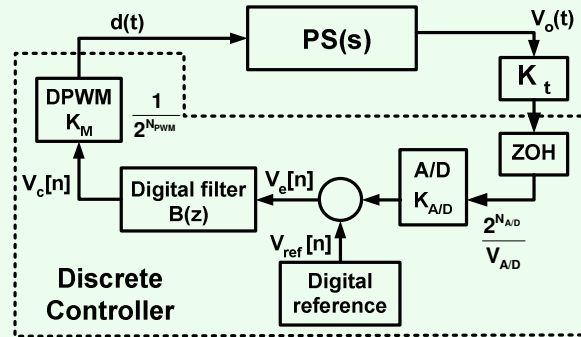 d(t)
PS(s)
V_o(t)
K_t
DPWM
K_M
1
2^{N_PWM}
ZOH
A/D
K_{A/D}
V_c[n]
Digital filter
B(z)
V_e[n]
V_ref [n]
2^{N_A/D}
V_{A/D}
Digital
reference
Discrete
Controller